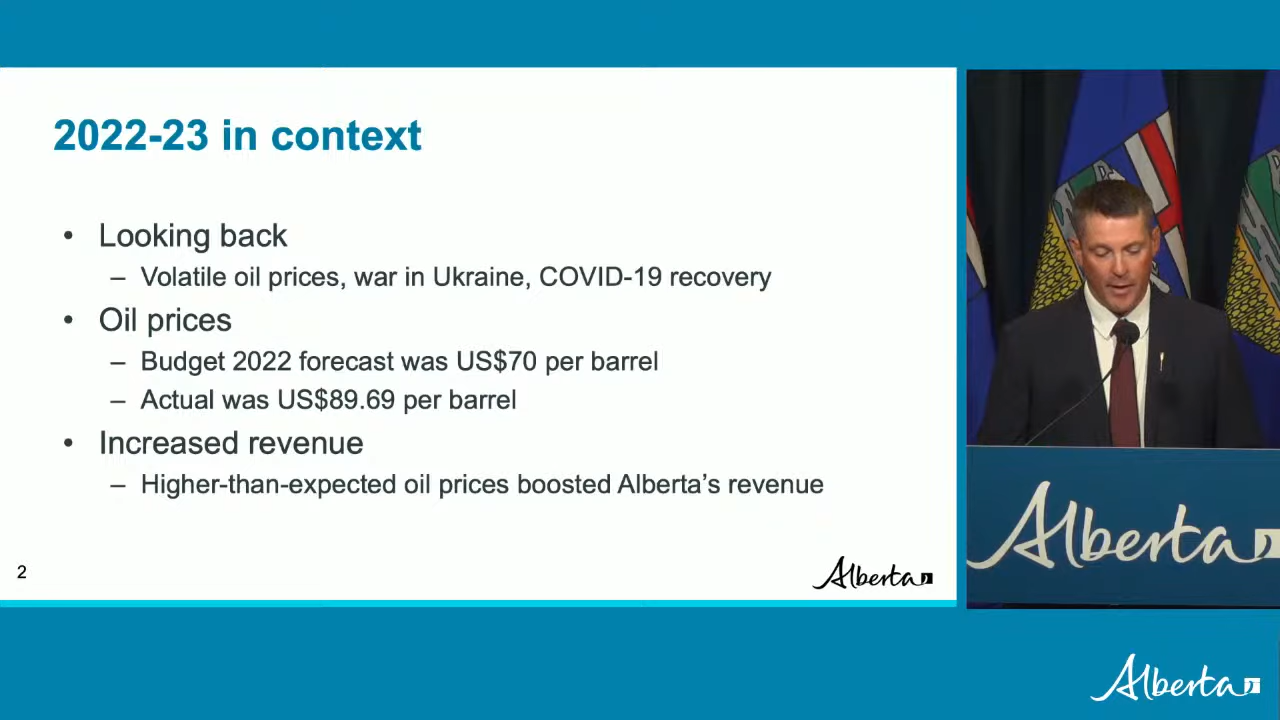 2022-23 in context
• Looking back
– Volatile oil prices, war in Ukraine, COVID-19 recovery
• Oil prices
– Budget 2022 forecast was US$70 per barrel
– Actual was US$89.69 per barrel
• Increased revenue
– Higher-than-expected oil prices boosted Alberta’s revenue
2
Alberta
Alberta
Alberta